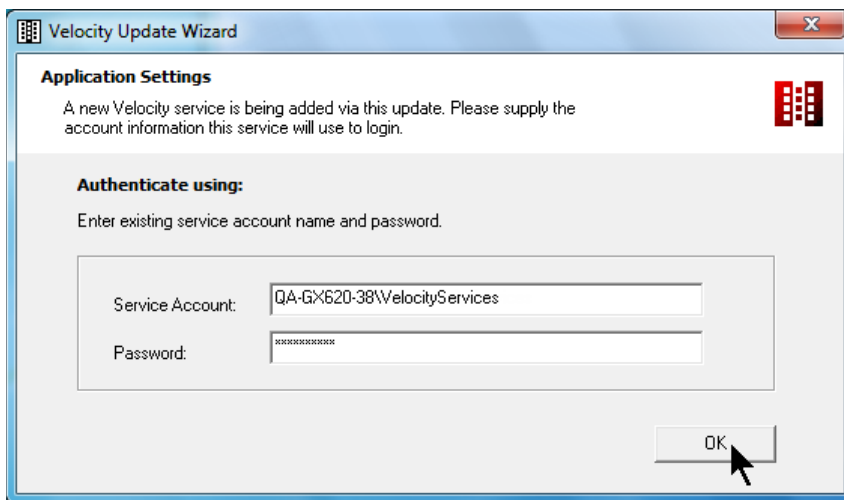 Velocity Update Wizard
Application Settings
A new Velocity service is being added via this update. Please supply the
account information this service will use to login.
Authenticate using:
Enter existing service account name and password.
Service Account: QA-GX620-38\VelocityServices
Password: **********
OK